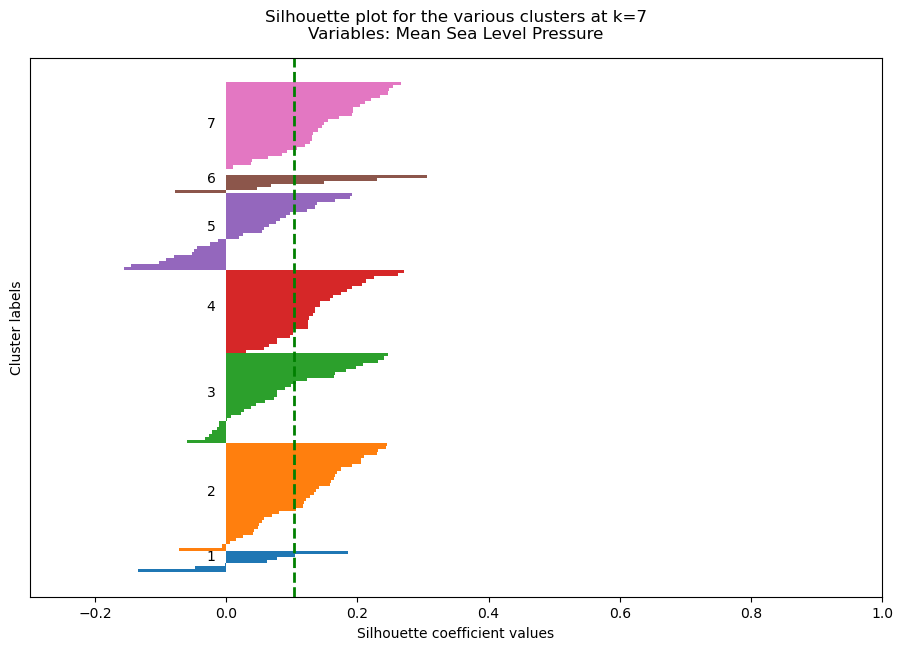 Silhouette plot for the various clusters at k=7
Variables: Mean Sea Level Pressure
7
6
5
4
3
2
1
Cluster labels
−0.2 0.0 0.2 0.4 0.6 0.8 1.0
Silhouette coefficient values